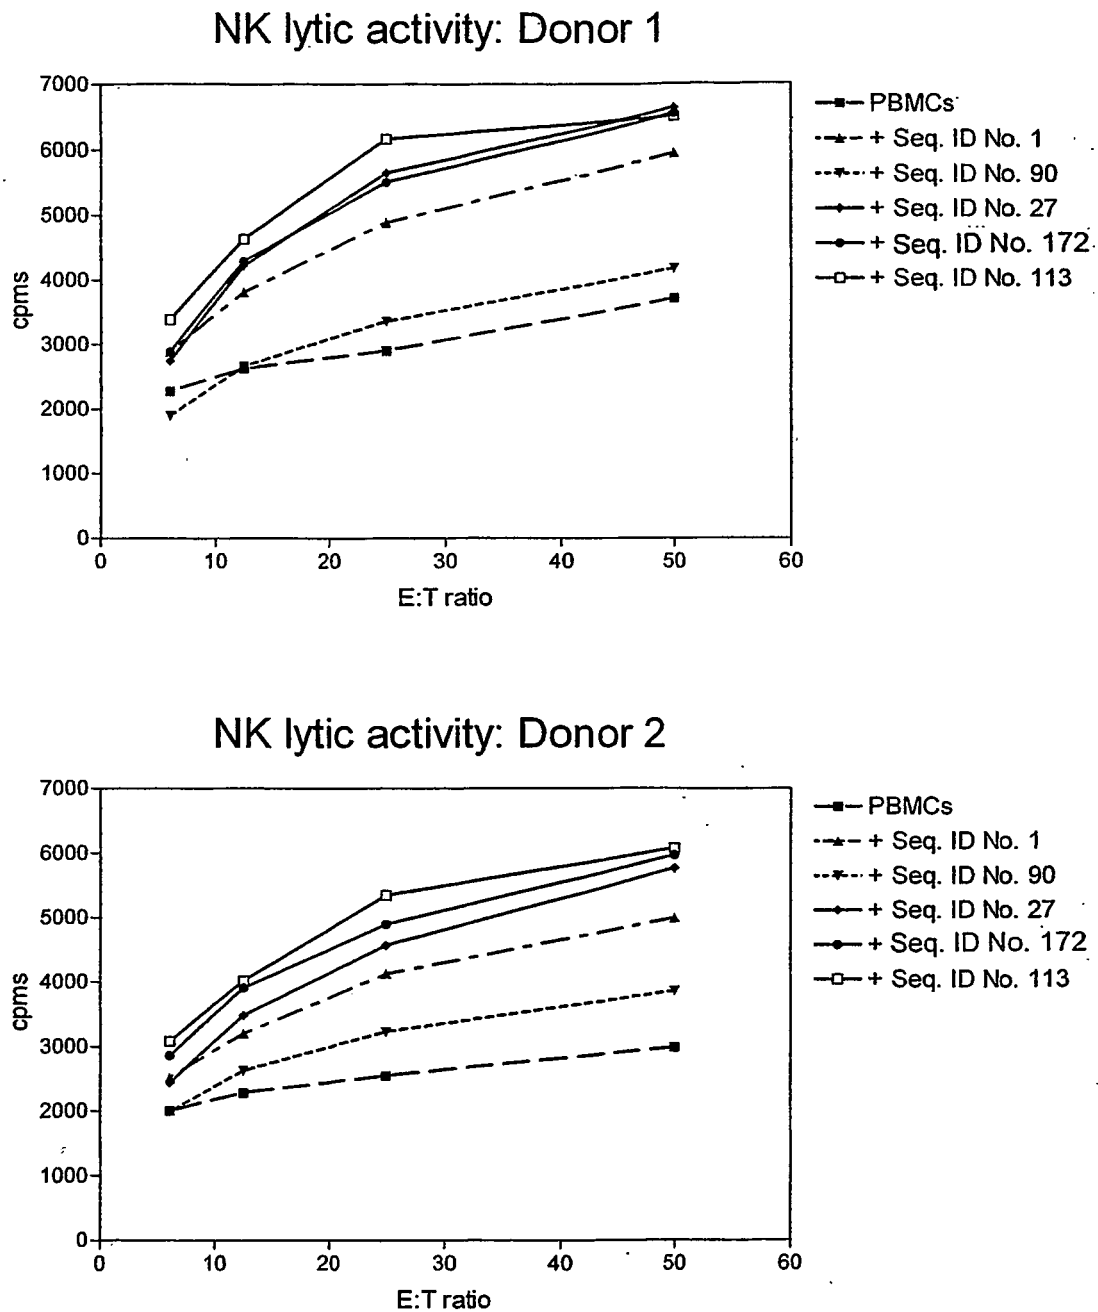 NK lytic activity: Donor 1
7000
6000
5000
4000
3000
2000
1000
0
cpms
0 10 20 30 40 50 60
E:T ratio
PBMCs
+ Seq. ID No. 1
+ Seq. ID No. 90
+ Seq. ID No. 27
+ Seq. ID No. 172
+ Seq. ID No. 113
NK lytic activity: Donor 2
7000
6000
5000
4000
3000
2000
1000
0
cpms
0 10 20 30 40 50 60
E:T ratio
PBMCs
+ Seq. ID No. 1
+ Seq. ID No. 90
+ Seq. ID No. 27
+ Seq. ID No. 172
+ Seq. ID No. 113